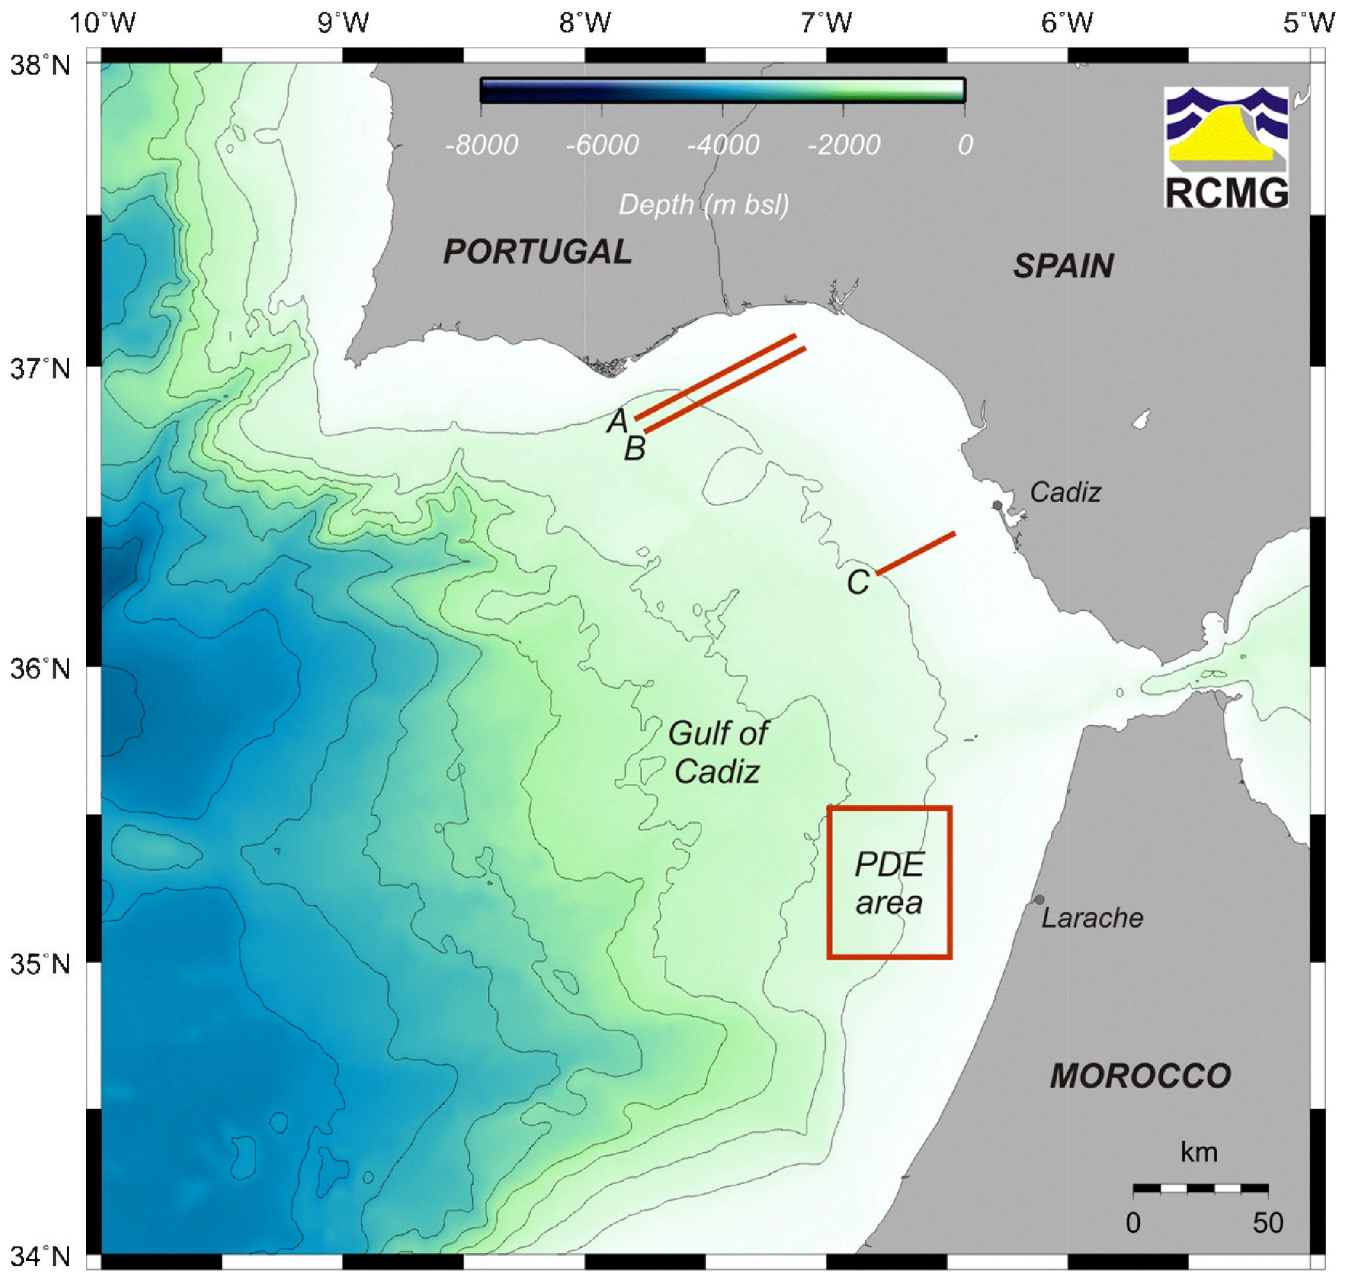 10°W 9°W 8°W 7°W 6°W 5°W
38°N
-8000 -6000 -4000 -2000 0
Depth (m bsl)
RCMG
PORTUGAL
SPAIN
37°N
A
B
Cadiz
C
36°N
Gulf of
Cadiz
PDE
area
Larache
35°N
MOROCCO
km
0 50
34°N